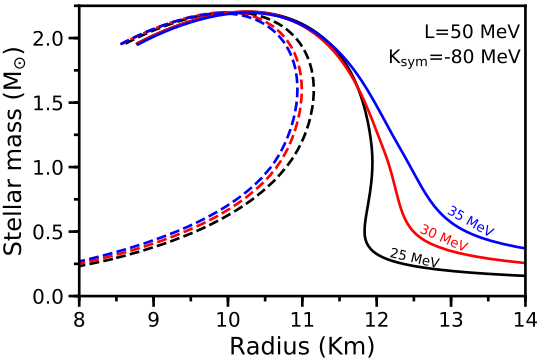 L=50 MeV
K_sym=-80 MeV
Stellar mass (M_⊙)
2.0
1.5
1.0
0.5
0.0
35 MeV
30 MeV
25 MeV
8 9 10 11 12 13 14
Radius (Km)